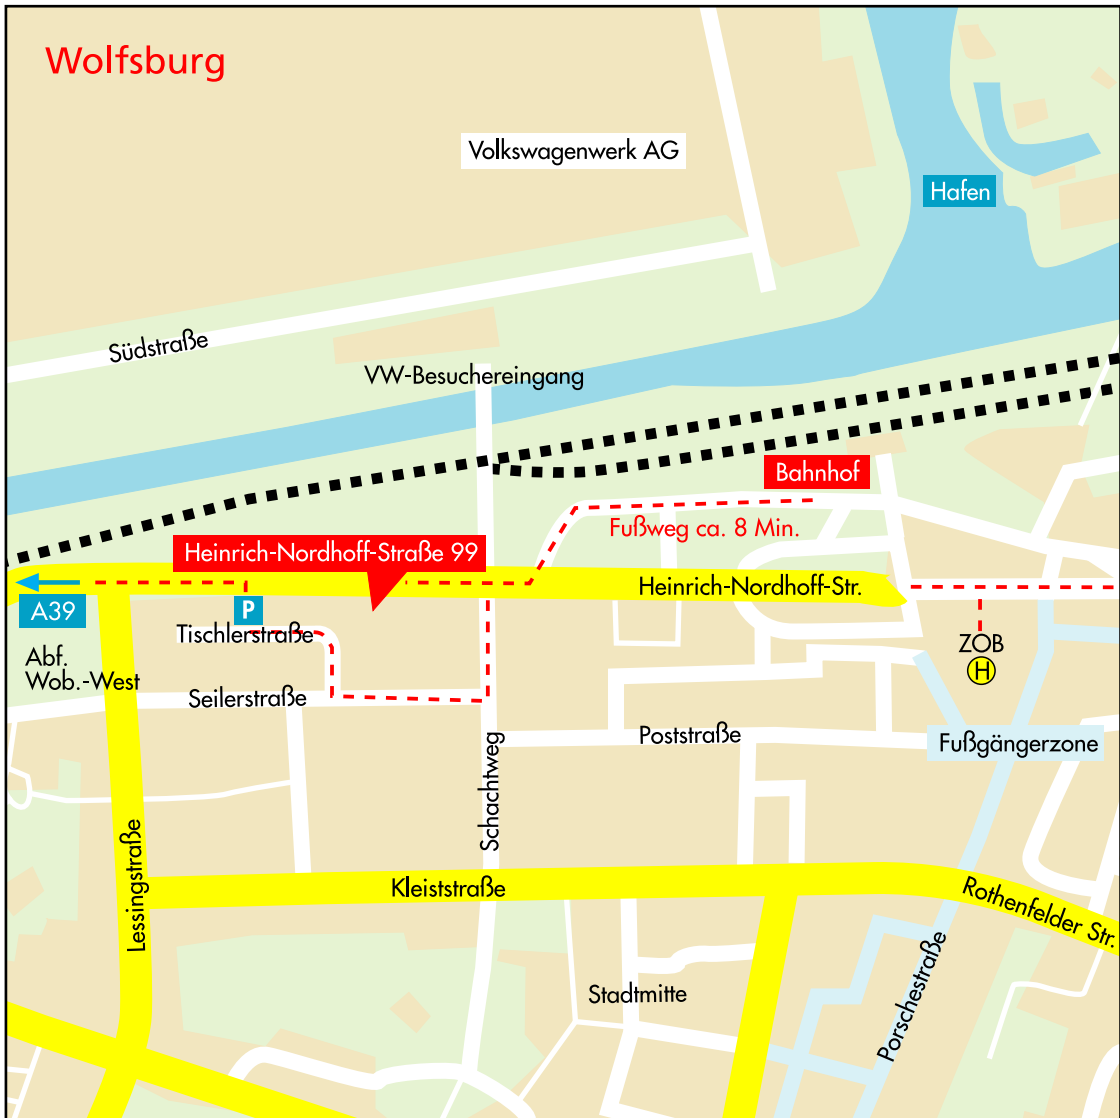 Wolfsburg
Volkswagenwerk AG
Hafen
Südstraße
VW-Besuchereingang
Bahnhof
Fußweg ca. 8 Min.
Heinrich-Nordhoff-Straße 99
Heinrich-Nordhoff-Str.
A39
P
Tischlerstraße
Abf.
Wob.-West
ZOB
H
Seilerstraße
Poststraße
Fußgängerzone
Schachtweg
Lessingstraße
Kleiststraße
Rothenfelder Str.
Stadtmitte
Porschestraße